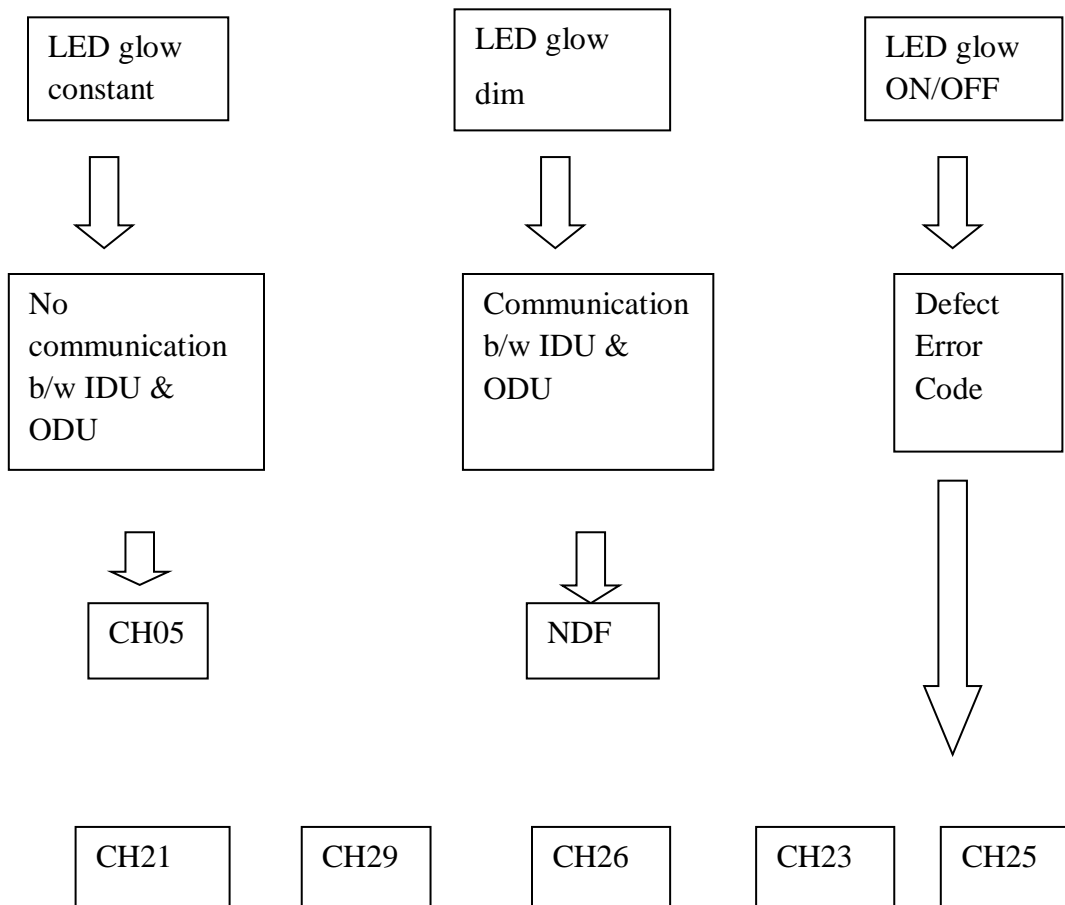 LED glow
constant
LED glow
dim
LED glow
ON/OFF
No
communication
b/w IDU &
ODU
Communication
b/w IDU &
ODU
Defect
Error
Code
CH05
NDF
CH21
CH29
CH26
CH23
CH25